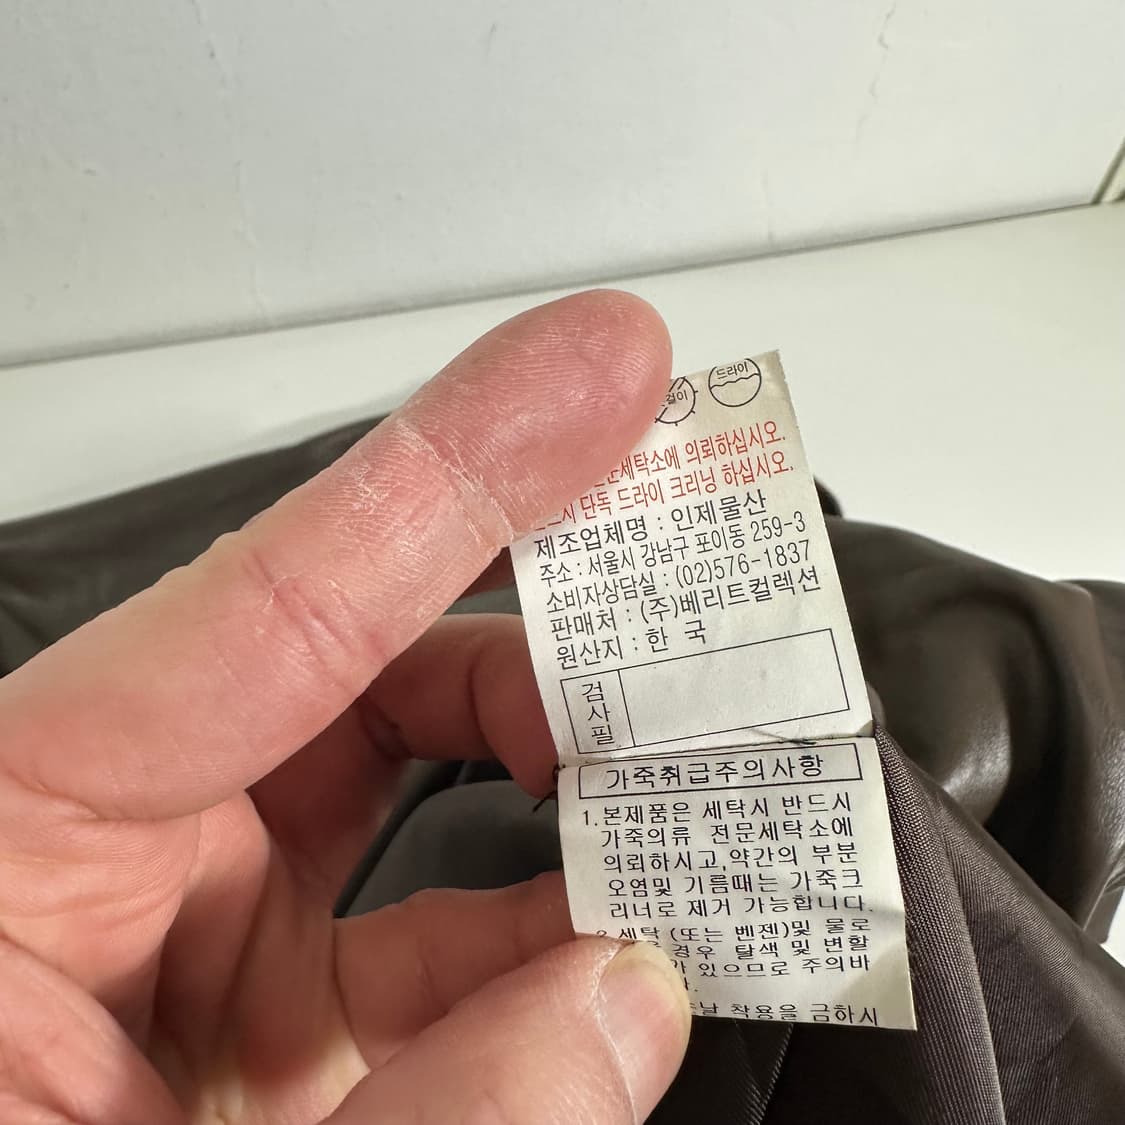 드라이
걸이
세탁소에 의뢰하십시오.
단독 드라이 크리닝 하십시오.
제조업체명 : 인제물산
주소 : 서울시 강남구 포이동 259-3
소비자상담실 : (02)576-1837
판매처 : (주)베리트컬렉션
원산지 : 한 국
검사필
가죽취급주의사항
1. 본제품은 세탁시 반드시
가죽의류 전문세탁소에
의뢰하시고,약간의 부분
오염및 기름때는 가죽크
리너로 제거 가능합니다.
세탁 (또는 벤젠)및 물로
경우 탈색 및 변할
있으므로 주의바
착용을 금하시